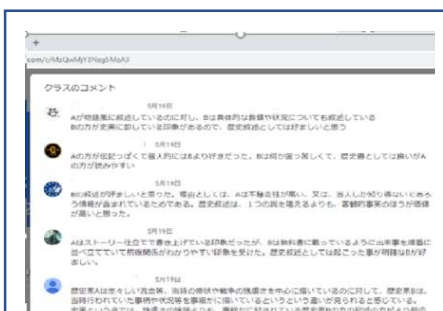 +
クラスのコメント
5月19日
Aが物語風に叙述しているのに対し、Bは具体的な数値や状況についても叙述している
Bの方が史実に即している印象があるので、歴史叙述としては好ましいと思う
5月19日
Aの方が伝記っぽくて個人的にはBより好きだった。Bは何か固っ苦しくて、歴史書としては良いがA
の方が読みやすい
5月19日
Bの叙述が好ましいと思った。理由としては、Aは不確実性が高い、又は、当人しか知り得ないであろ
う情報が含まれているためである。歴史叙述は、1つの説を唱えるよりも、客観的事実のほうが価値
が高いと思った。
5月19日
Aはストーリー仕立てで書き上げている印象だったが、Bは教科書に載っているように出来事を順番に
並べ立てていて前後関係がわかりやすい印象を受けた。歴史叙述としては起こった事が明確なBが好
ましい。
5月19日
歴史家Aは生々しい流血等、当時の惨状や戦争の残虐さを中心に描いているのに対して、歴史家Bは、
当時行われていた事柄や状況等を事細かに描いているという違いが見られると感じている。